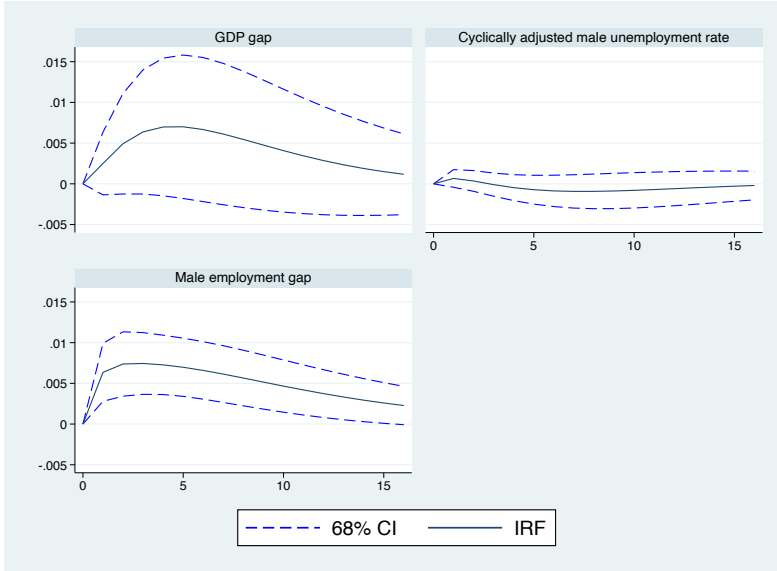 GDP gap
Cyclically adjusted male unemployment rate
.015
.01
.005
0
-.005
0 5 10 15
Male employment gap
.015
.01
.005
0
-.005
0 5 10 15
68% CI IRF